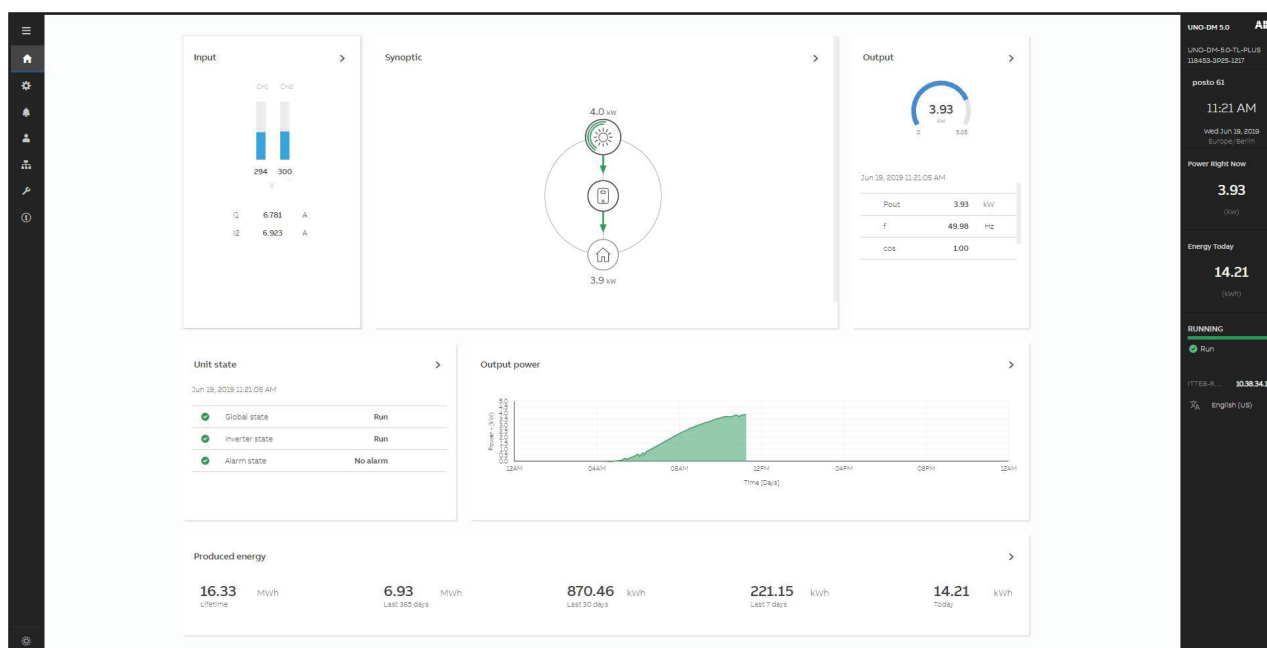 UNO-DM 5.0
UNO-DM-5.0-TL-PLUS
118453-3P25-1217
posto 61
11:21 AM
Wed Jun 19, 2019
Europe/Berlin
Power Right Now
3.93
(kW)
Energy Today
14.21
(kWh)
RUNNING
Run
ITTEB-R... 10.38.34.1
English (US)
Input
CH1 CH2
294 300
V
I1 6.781 A
I2 6.923 A
Synoptic
4.0 kW
3.9 kW
Output
3.93
kW
0 5.05
Jun 19, 2019 11:21:05 AM
Pout 3.93 kW
f 49.98 Hz
cos 1.00
Unit state
Jun 19, 2019 11:21:05 AM
Global state Run
Inverter state Run
Alarm state No alarm
Output power
Power - (kW)
12AM 04AM 08AM 12PM 04PM 08PM 12AM
Time [Days]
Produced energy
16.33 MWh
Lifetime
6.93 MWh
Last 365 days
870.46 kWh
Last 30 days
221.15 kWh
Last 7 days
14.21 kWh
Today